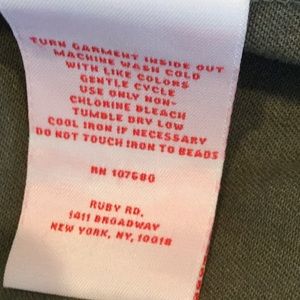 TURN GARMENT INSIDE OUT
MACHINE WASH COLD
WITH LIKE COLORS
GENTLE CYCLE
USE ONLY NON-
CHLORINE BLEACH
TUMBLE DRY LOW
COOL IRON IF NECESSARY
DO NOT TOUCH IRON TO BEADS
RN 107680
RUBY RD.
1411 BROADWAY
NEW YORK, NY, 10018